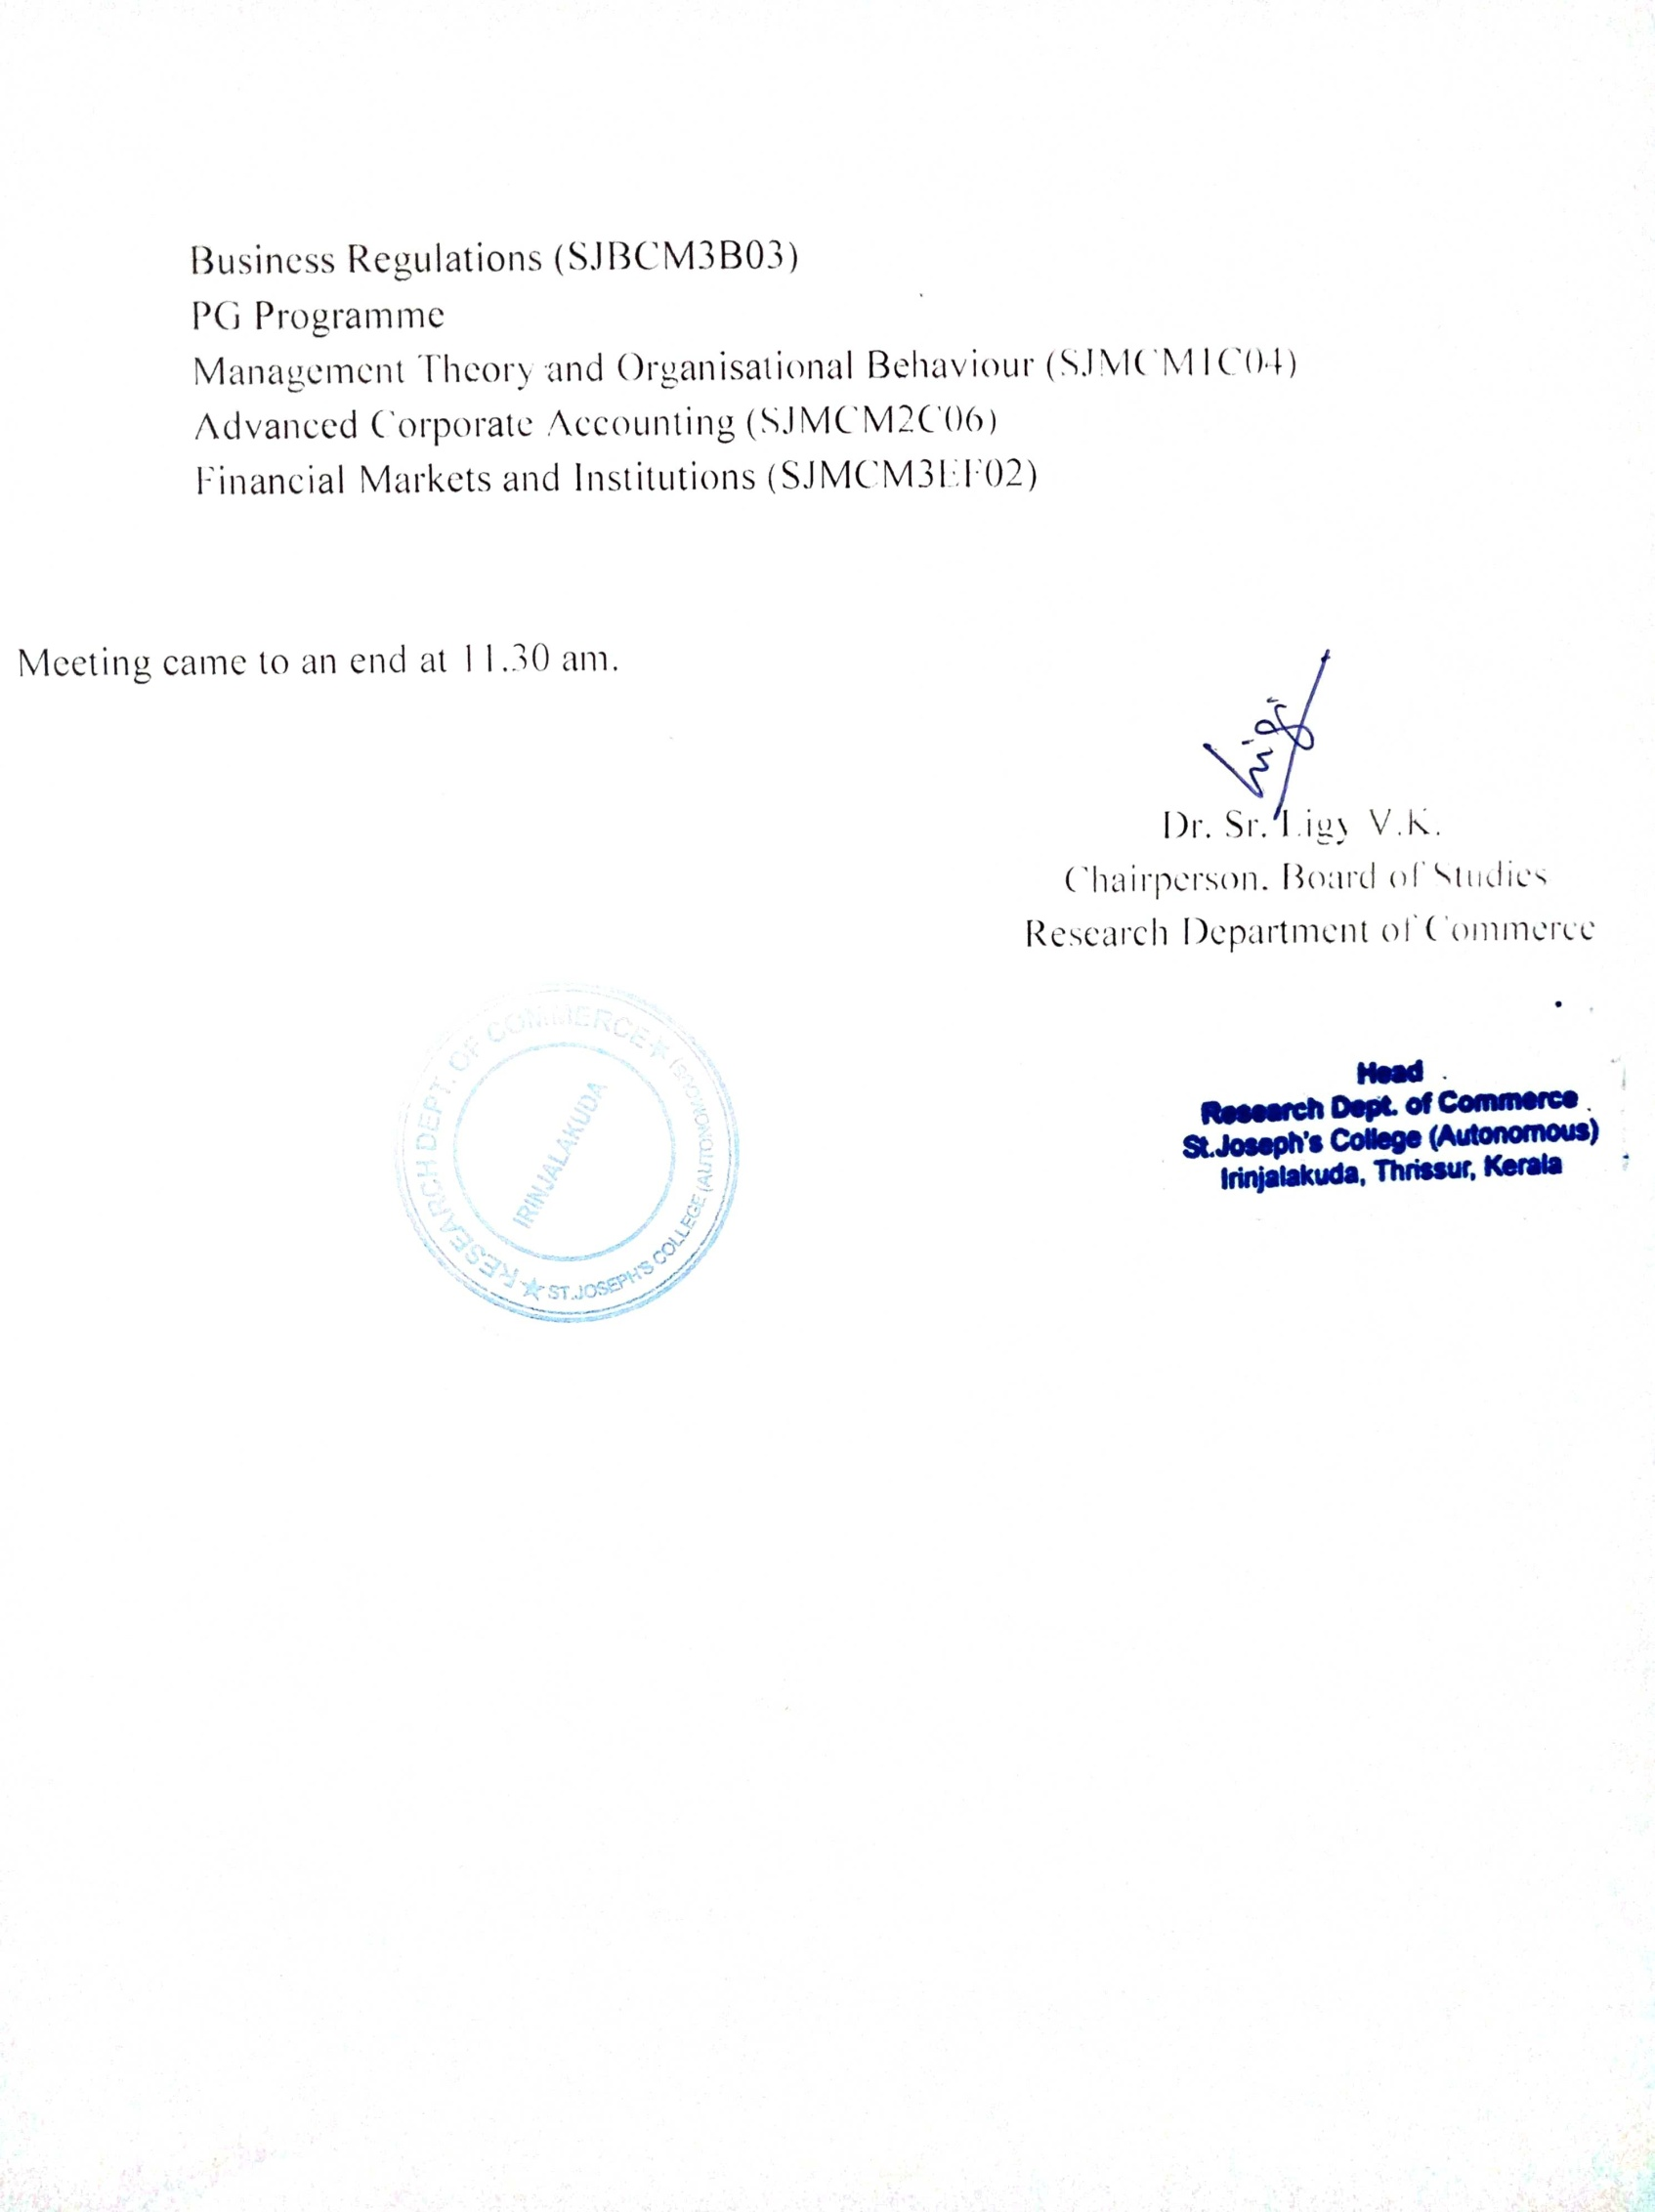 Business Regulations (SJBCM3B03)
PG Programme
Management Theory and Organisational Behaviour (SJMCM1C04)
Advanced Corporate Accounting (SJMCM2C06)
Financial Markets and Institutions (SJMCM3EF02)
Meeting came to an end at 11.30 am.
Ligy
Dr. Sr. Ligy V.K.
Chairperson. Board of Studies
Research Department of Commerce
RESEARCH DEPT. OF COMMERCE
ST.JOSEPH'S COLLEGE (AUTONOMOUS)
IRINJALAKUDA
Head
Research Dept. of Commerce
St.Joseph's College (Autonomous)
Irinjalakuda, Thrissur, Kerala